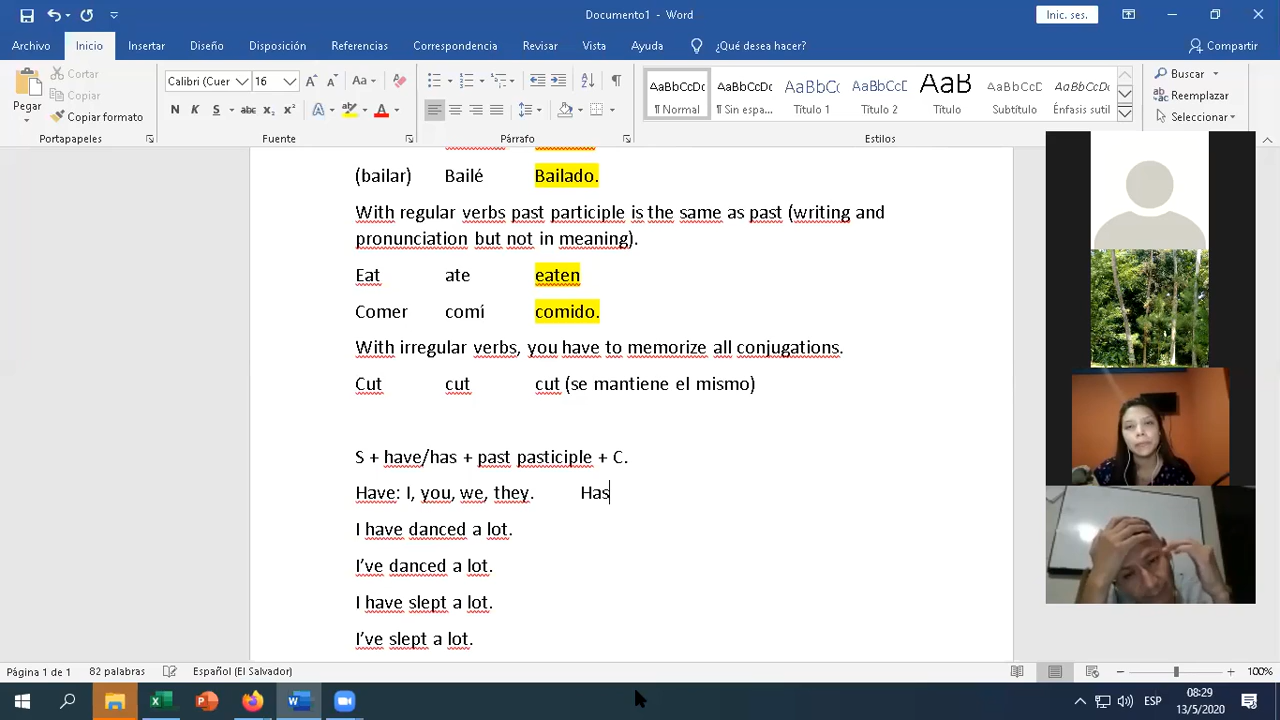 Documento1 - Word
Inic. ses.
Archivo Inicio Insertar Diseño Disposición Referencias Correspondencia Revisar Vista Ayuda ¿Qué desea hacer? Compartir
Pegar
Cortar
Copiar
Copiar formato
Portapapeles
Calibri (Cuer 16
Aa
N K S abc x₂ x²
A A
Fuente
Párrafo
AaBbCcDc AaBbCcDc AaBbCcD AaBbCcD AaB AaBbCcD AaBbCcDc
¶ Normal ¶ Sin espa... Título 1 Título 2 Título Subtítulo Énfasis sutil
Estilos
Buscar
Reemplazar
Seleccionar
(bailar) Bailé Bailado.
With regular verbs past participle is the same as past (writing and
pronunciation but not in meaning).
Eat ate eaten
Comer comí comido.
With irregular verbs, you have to memorize all conjugations.
Cut cut cut (se mantiene el mismo)
S + have/has + past pasticiple + C.
Have: I, you, we, they. Has
I have danced a lot.
I've danced a lot.
I have slept a lot.
I've slept a lot.
Página 1 de 1 82 palabras Español (El Salvador) 100%
ESP 08:29
13/5/2020